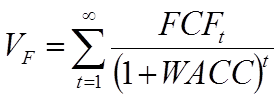 V_F = \sum_{t=1}^{\infty} \frac{FCF_t}{(1+WACC)^t}